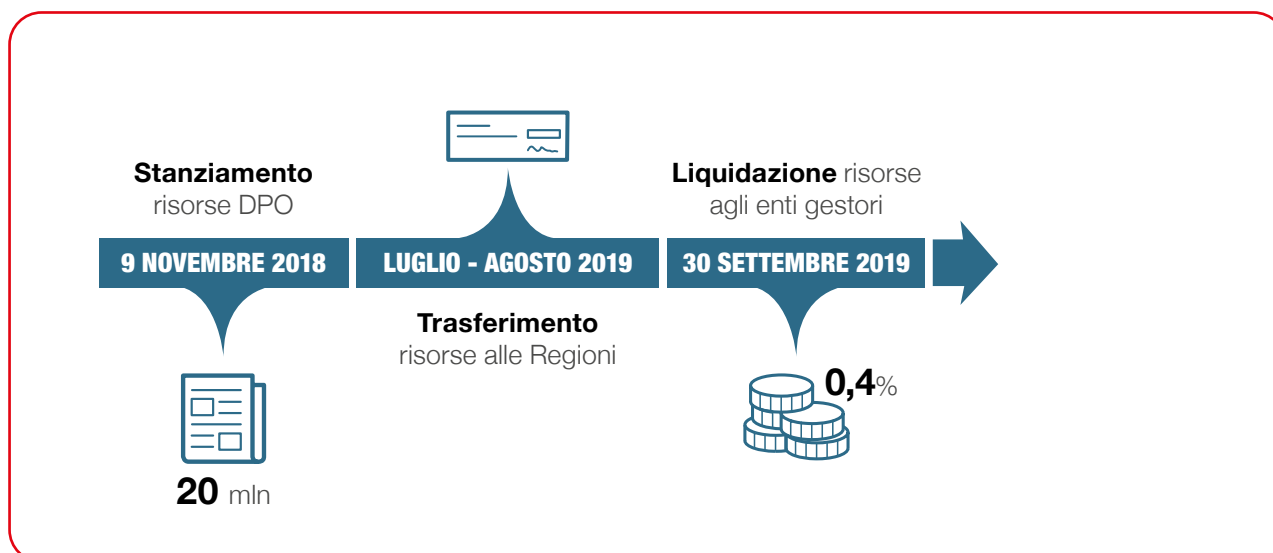 Stanziamento
risorse DPO
9 NOVEMBRE 2018
20 mln
LUGLIO - AGOSTO 2019
Trasferimento
risorse alle Regioni
Liquidazione risorse
agli enti gestori
30 SETTEMBRE 2019
0,4%